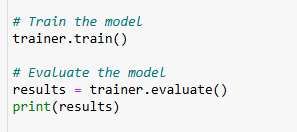 # Train the model
trainer.train()
# Evaluate the model
results = trainer.evaluate()
print(results)